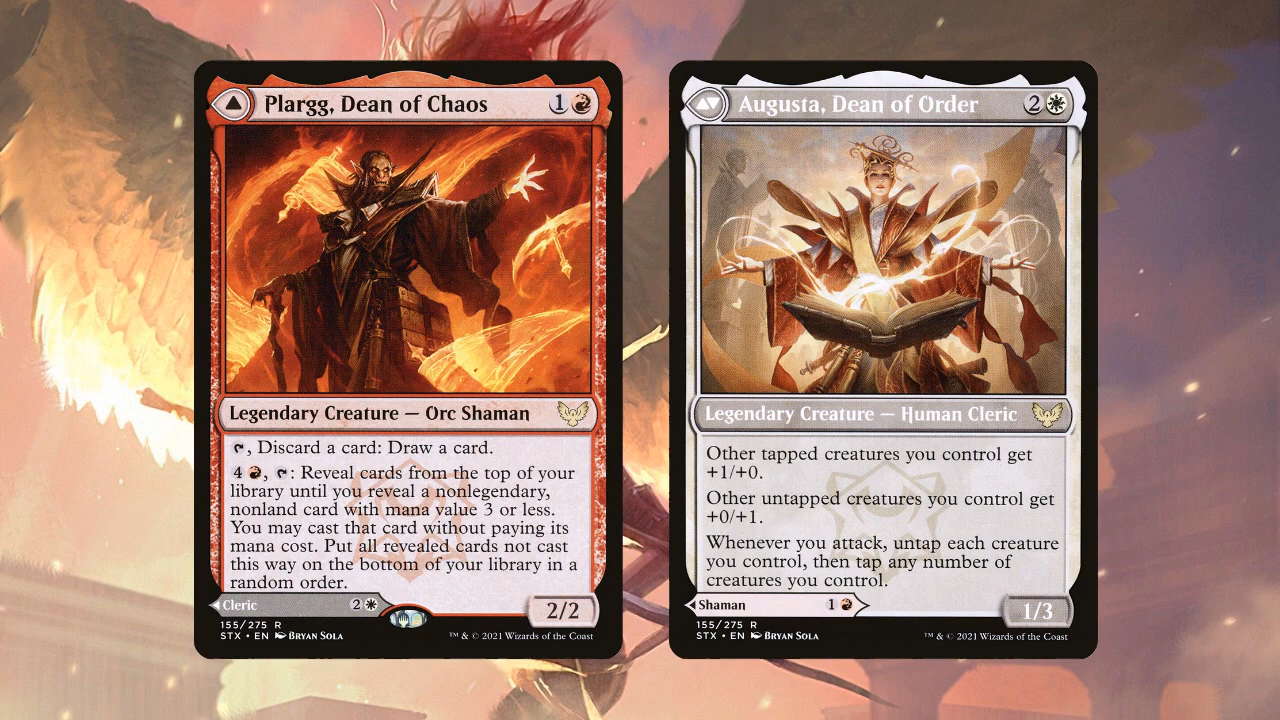 Plargg, Dean of Chaos 1
Legendary Creature — Orc Shaman
, Discard a card: Draw a card.
4 , : Reveal cards from the top of your
library until you reveal a nonlegendary,
nonland card with mana value 3 or less.
You may cast that card without paying its
mana cost. Put all revealed cards not cast
this way on the bottom of your library in a
random order.
Cleric 2
2/2
155/275 R
STX • EN BRYAN SOLA
™ & © 2021 Wizards of the Coast
Augusta, Dean of Order 2
Legendary Creature — Human Cleric
Other tapped creatures you control get
+1/+0.
Other untapped creatures you control get
+0/+1.
Whenever you attack, untap each creature
you control, then tap any number of
creatures you control.
Shaman 1
1/3
155/275 R
STX • EN BRYAN SOLA
™ & © 2021 Wizards of the Coast